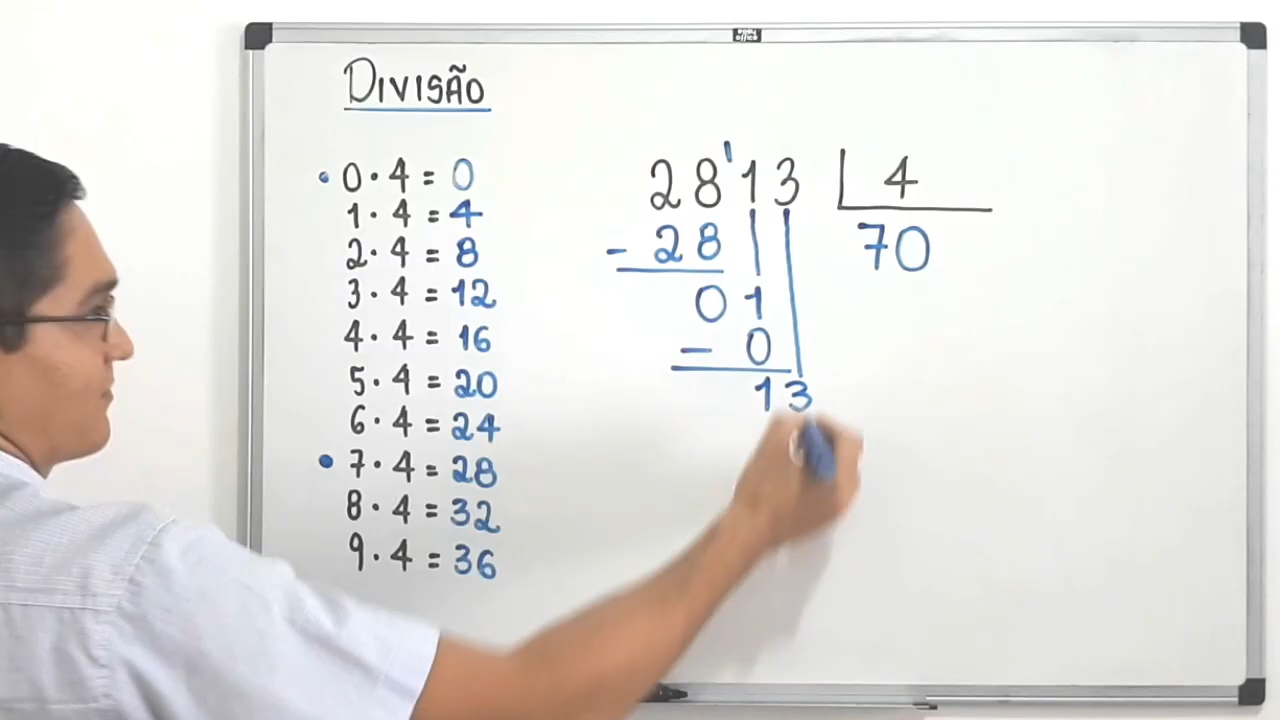 DIVISÃO
0 · 4 = 0
1 · 4 = 4
2 · 4 = 8
3 · 4 = 12
4 · 4 = 16
5 · 4 = 20
6 · 4 = 24
7 · 4 = 28
8 · 4 = 32
9 · 4 = 36
28'13 4
- 28 70
01
- 0
13